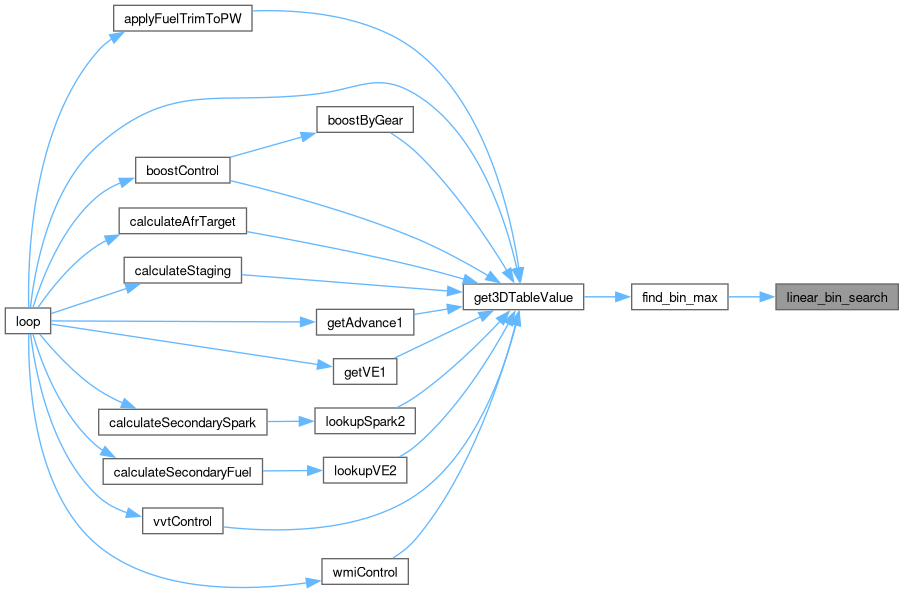 applyFuelTrimToPW
boostByGear
boostControl
calculateAfrTarget
calculateStaging
get3DTableValue
find_bin_max
linear_bin_search
loop
getAdvance1
getVE1
calculateSecondarySpark
lookupSpark2
calculateSecondaryFuel
lookupVE2
vvtControl
wmiControl